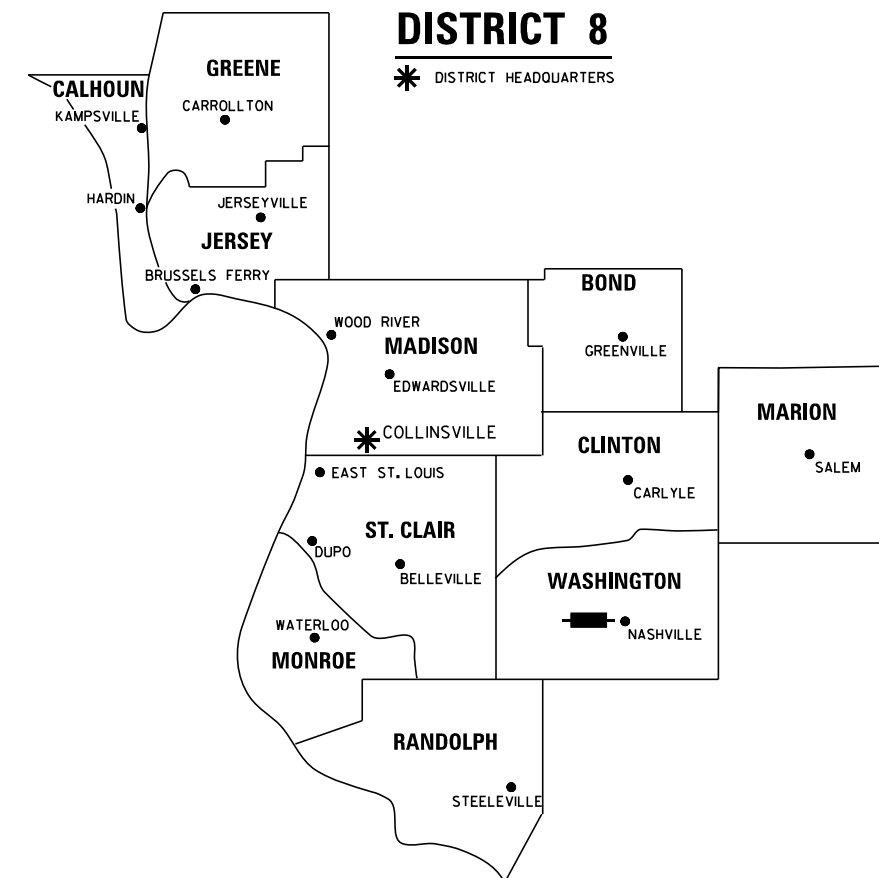 DISTRICT 8
DISTRICT HEADQUARTERS
GREENE
CALHOUN
CARROLLTON
KAMPSVILLE
HARDIN
JERSEYVILLE
JERSEY
BRUSSELS FERRY
BOND
WOOD RIVER
MADISON
GREENVILLE
EDWARDSVILLE
MARION
COLLINSVILLE
CLINTON
SALEM
EAST ST. LOUIS
CARLYLE
ST. CLAIR
DUPO
BELLEVILLE
WASHINGTON
WATERLOO
NASHVILLE
MONROE
RANDOLPH
STEELEVILLE